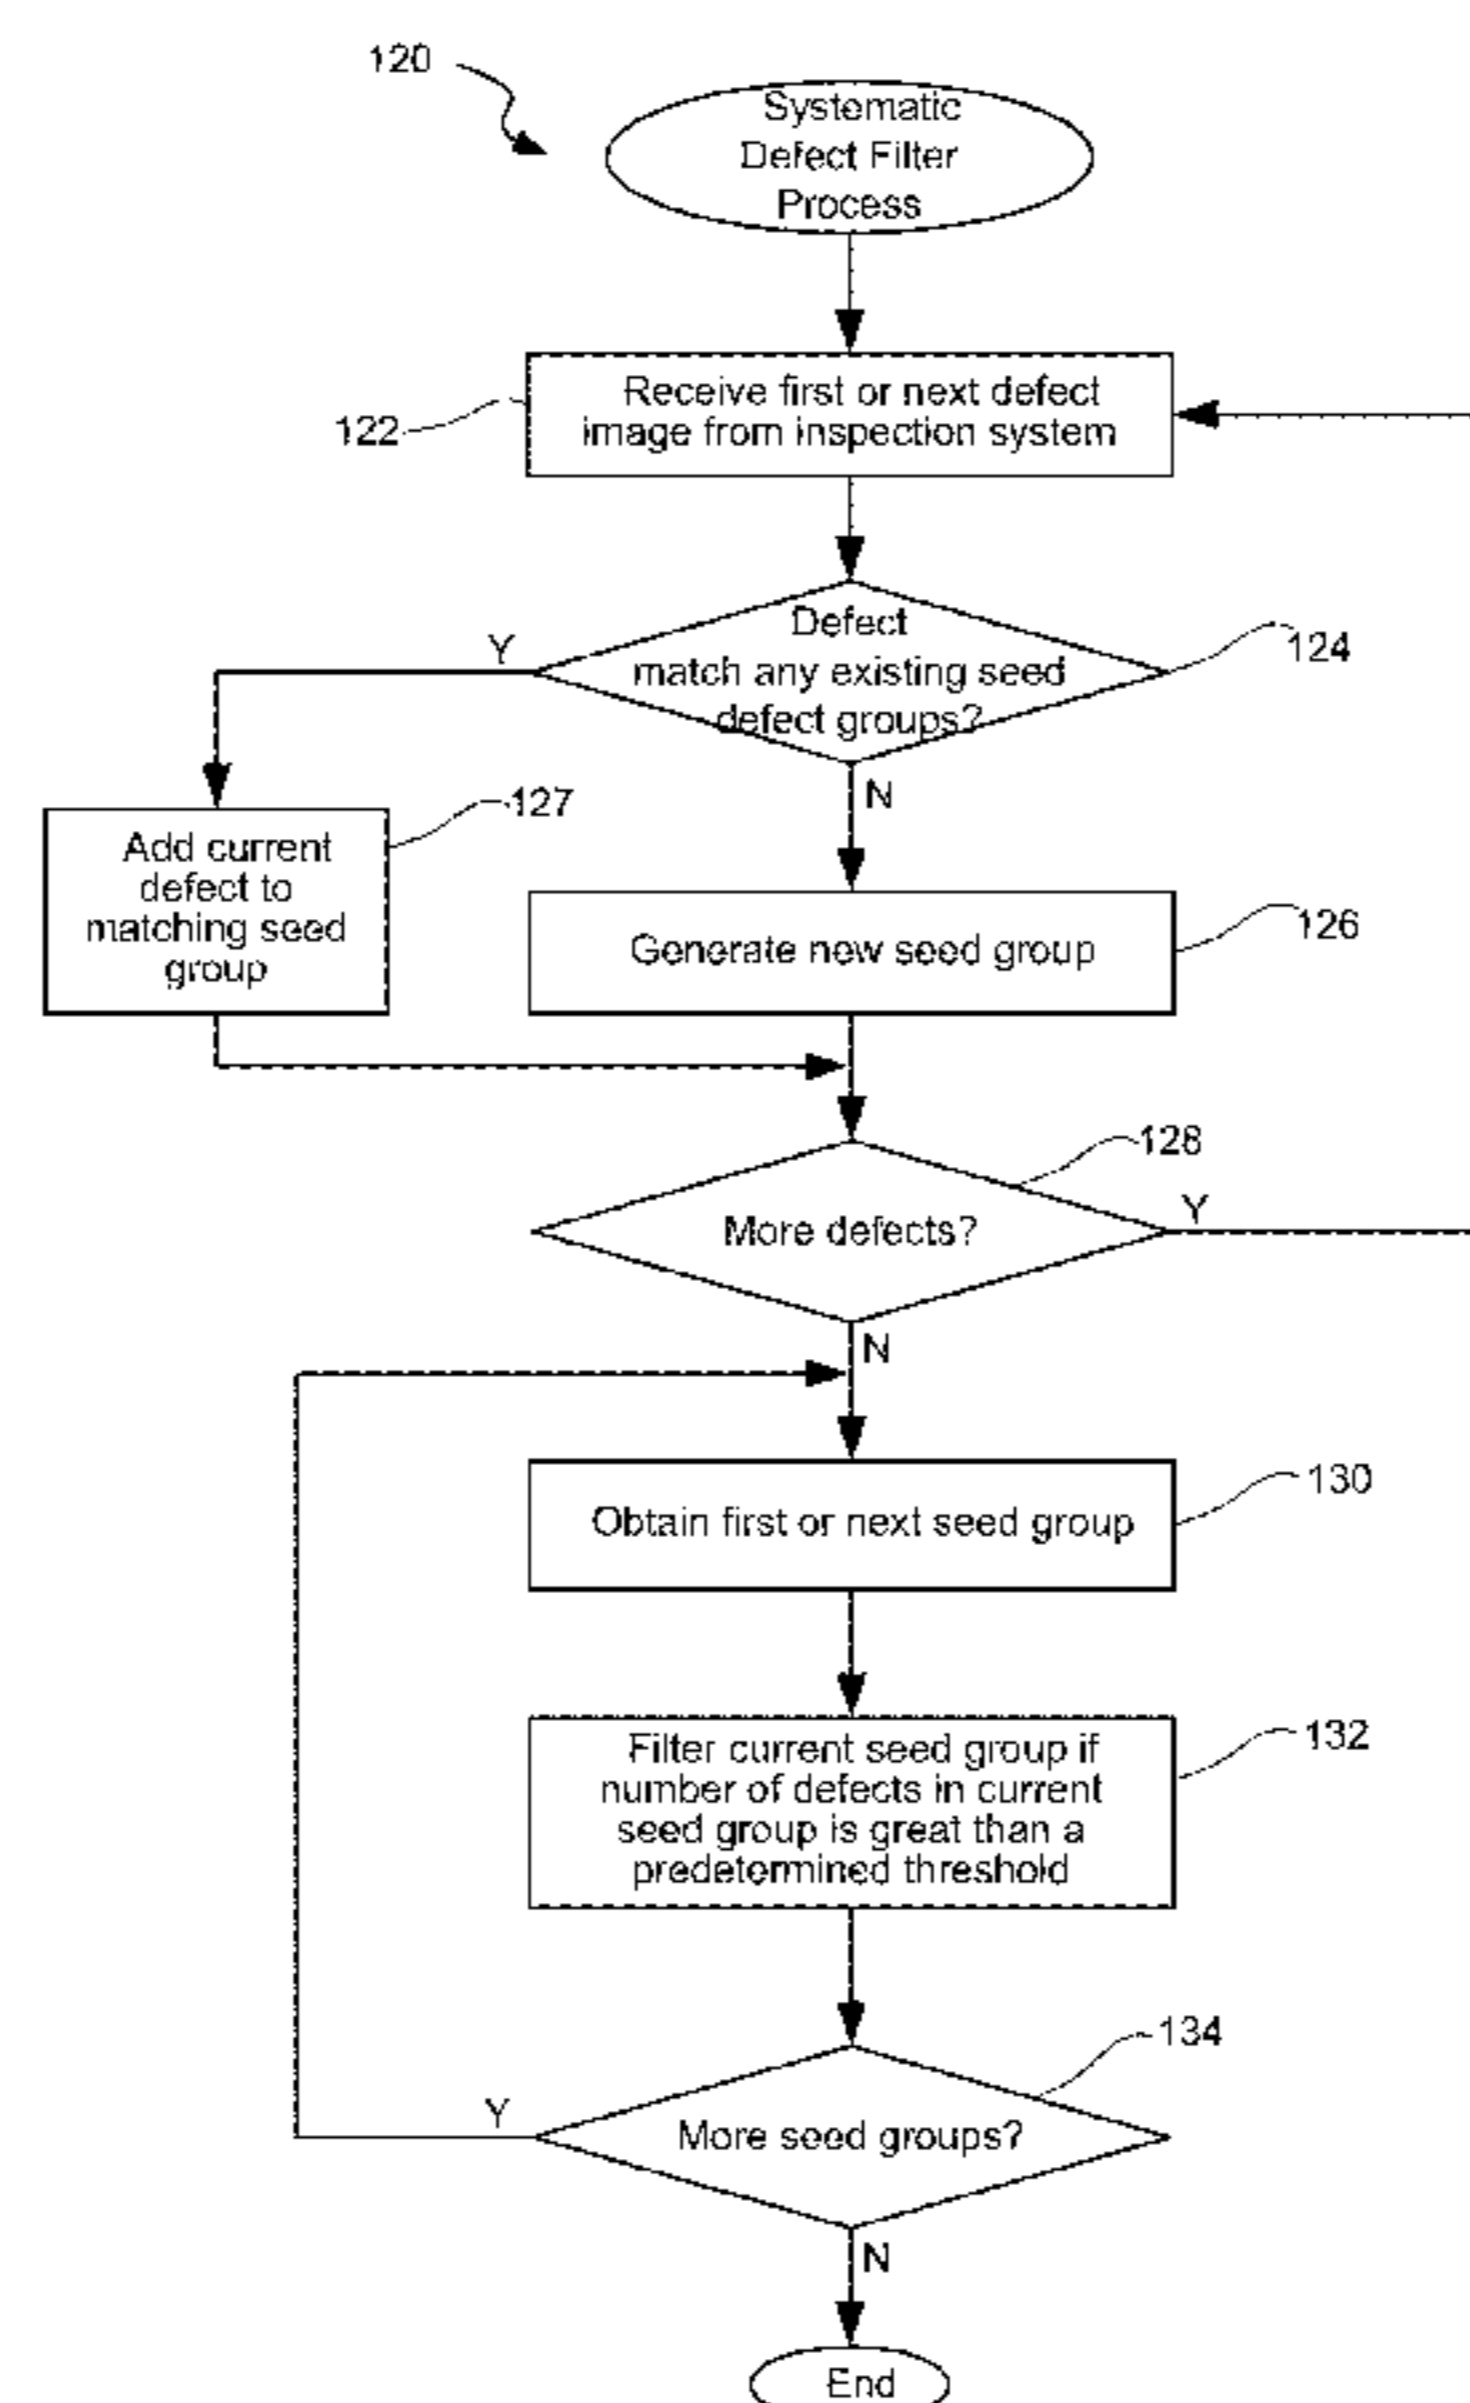 120
Systematic
Defect Filter
Process
Receive first or next defect
image from inspection system
122
Defect
match any existing seed
defect groups?
124
Y
N
Add current
defect to
matching seed
group
127
Generate new seed group
126
More defects?
128
Y
N
Obtain first or next seed group
130
Filter current seed group if
number of defects in current
seed group is great than a
predetermined threshold
132
More seed groups?
134
Y
N
End